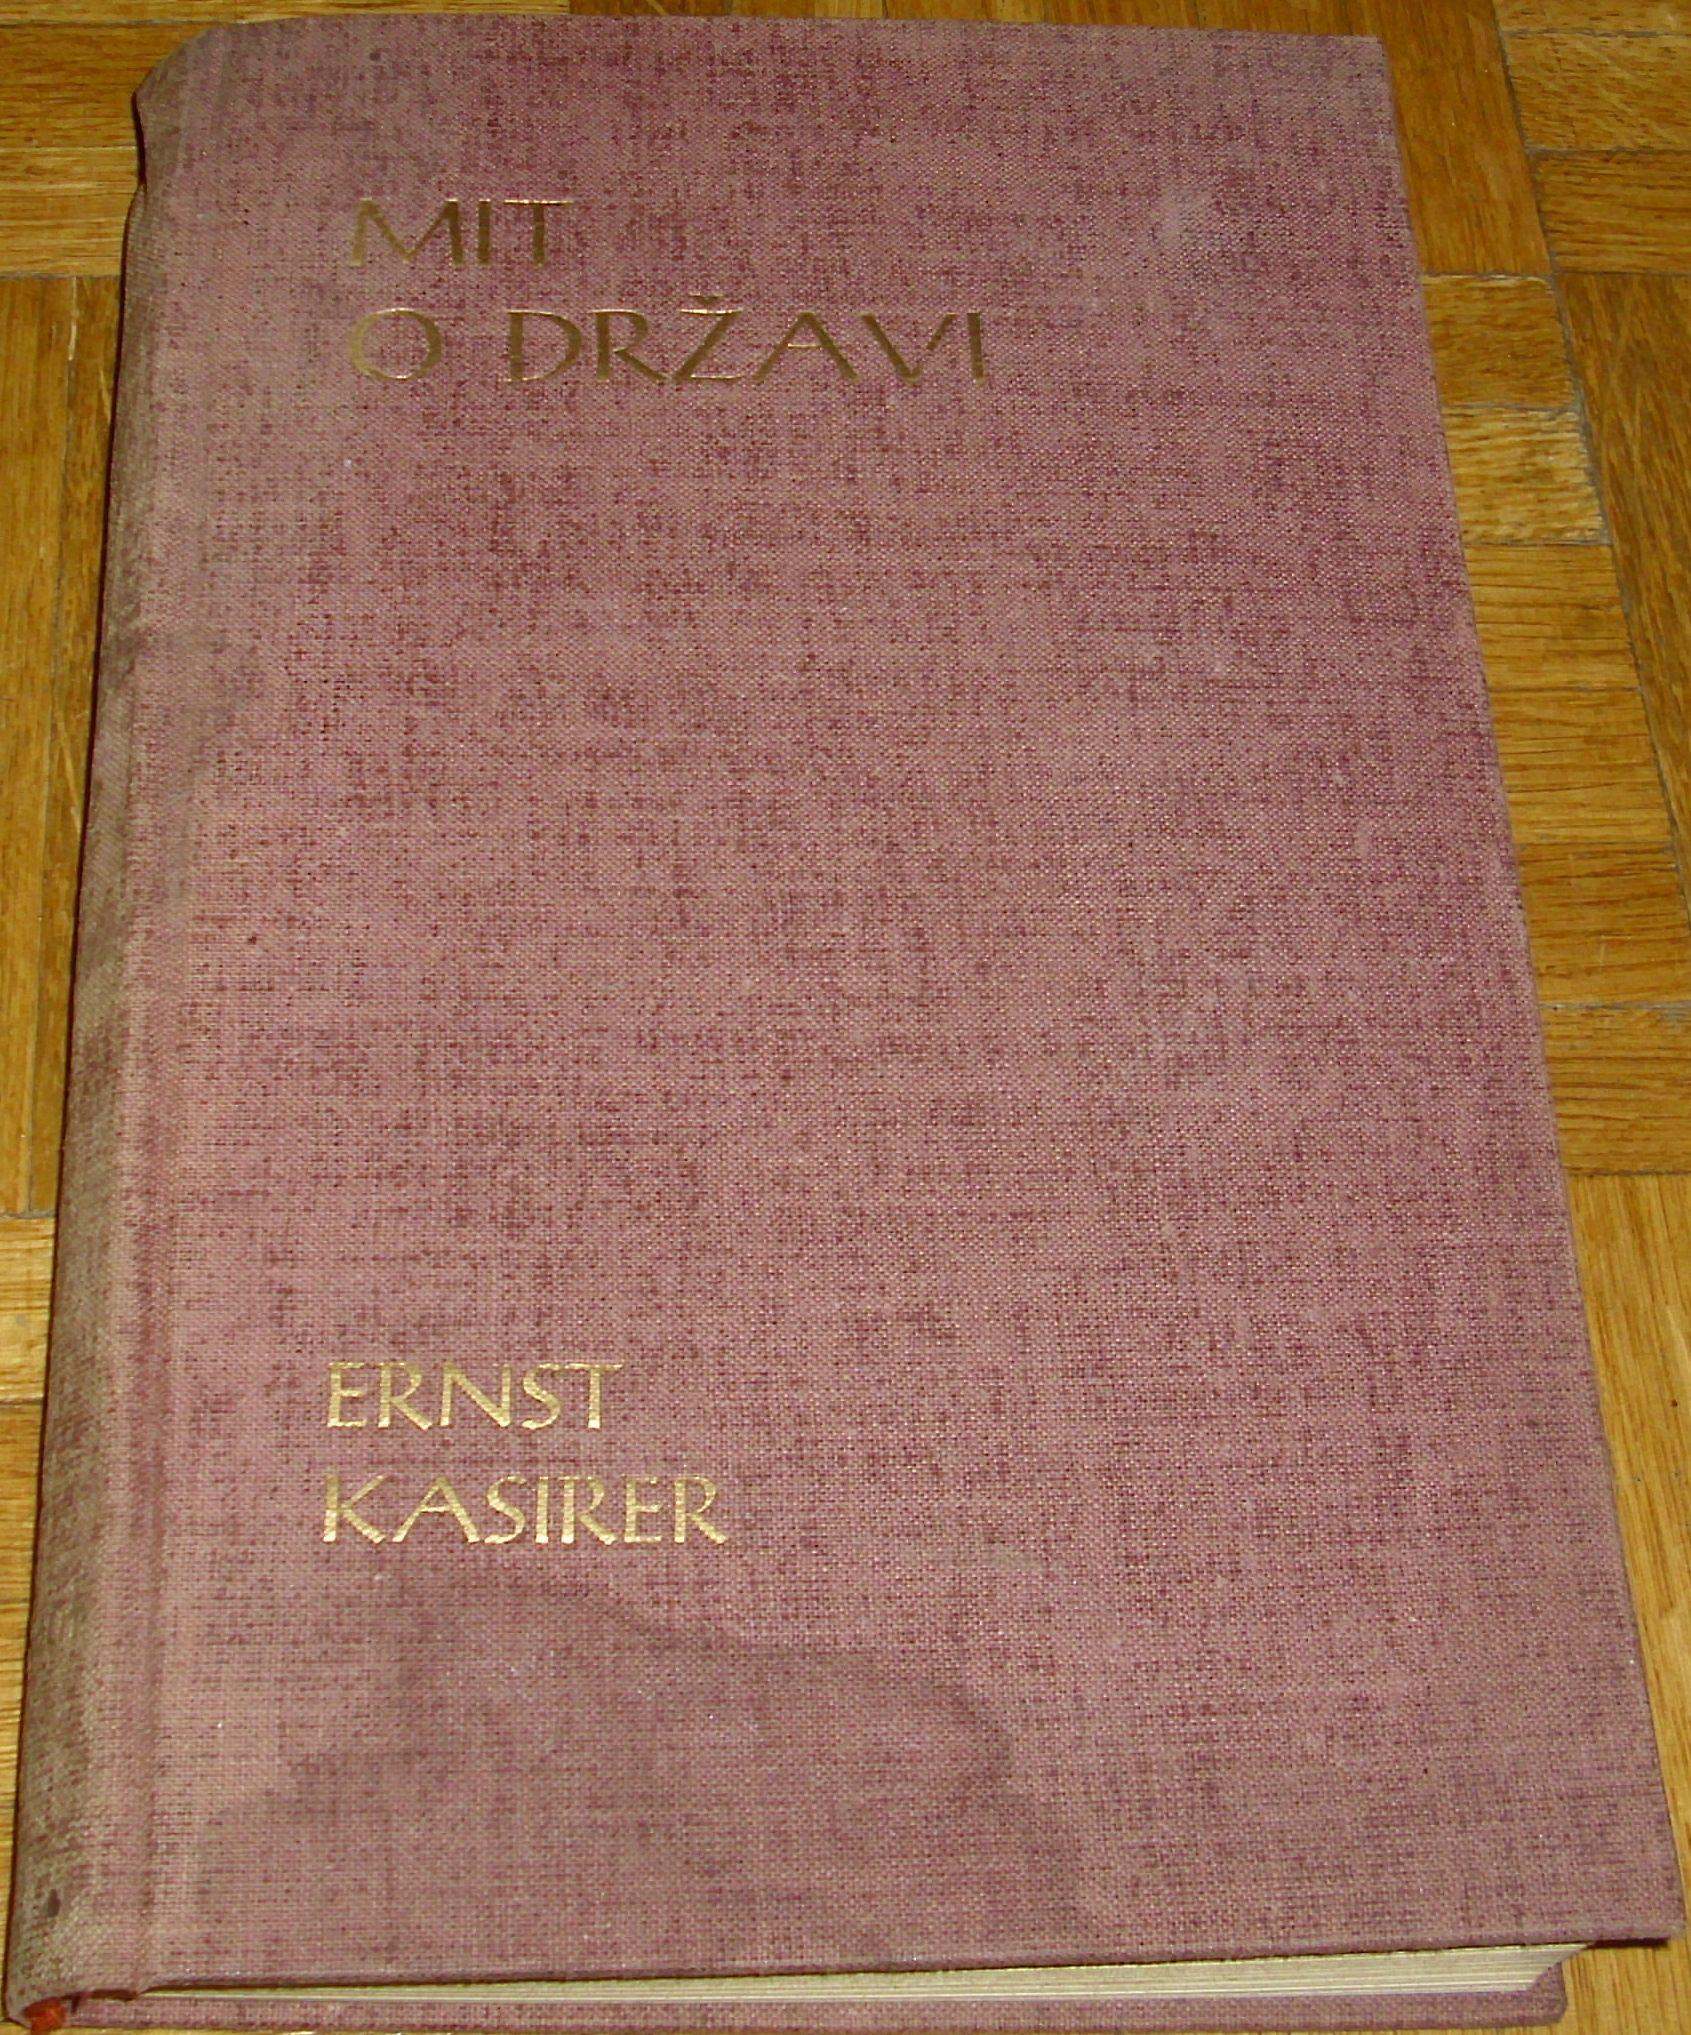 MIT
O DRŽAVI
ERNST
KASIRER